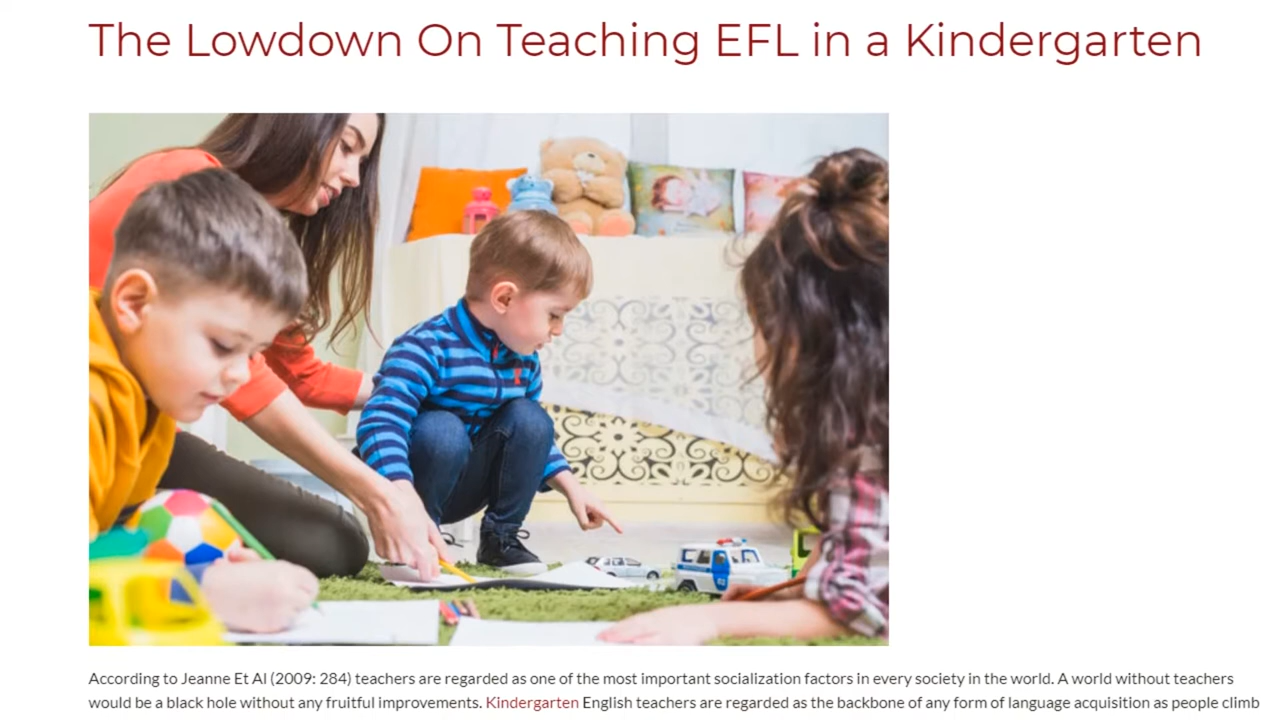 The Lowdown On Teaching EFL in a Kindergarten
According to Jeanne Et Al (2009: 284) teachers are regarded as one of the most important socialization factors in every society in the world. A world without teachers
would be a black hole without any fruitful improvements. Kindergarten English teachers are regarded as the backbone of any form of language acquisition as people climb